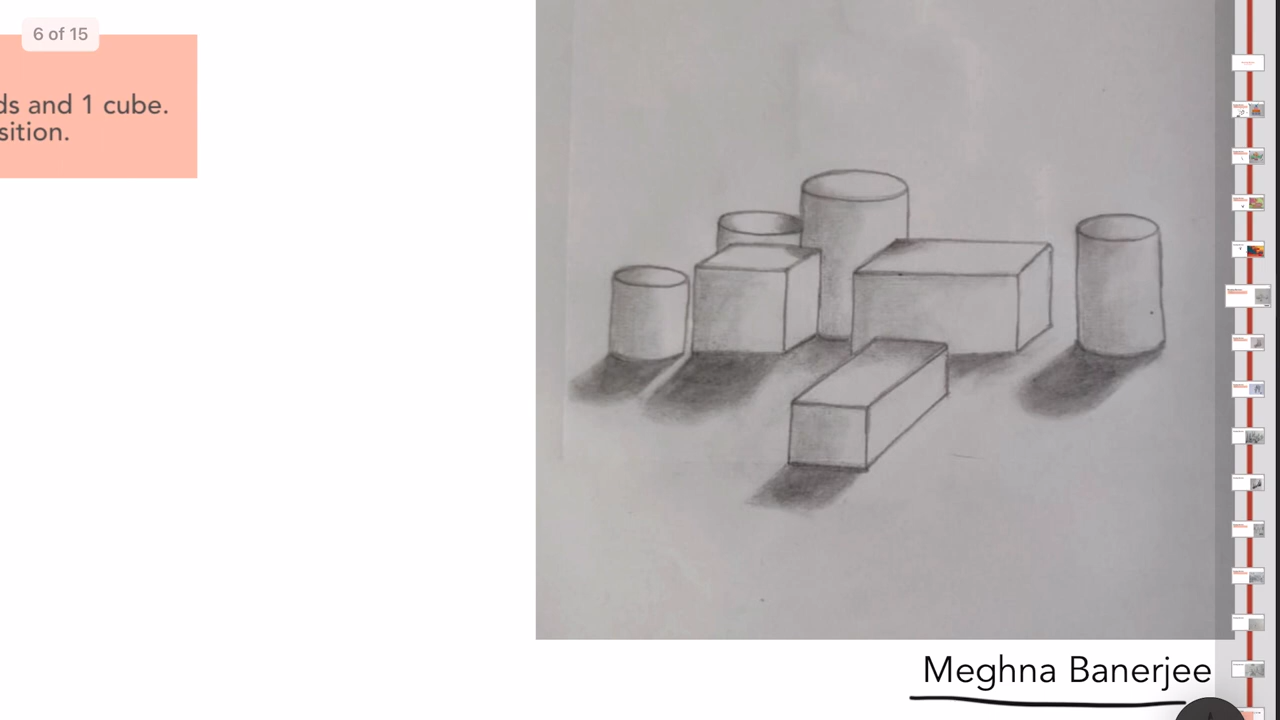 6 of 15
ds and 1 cube.
sition.
Meghna Banerjee